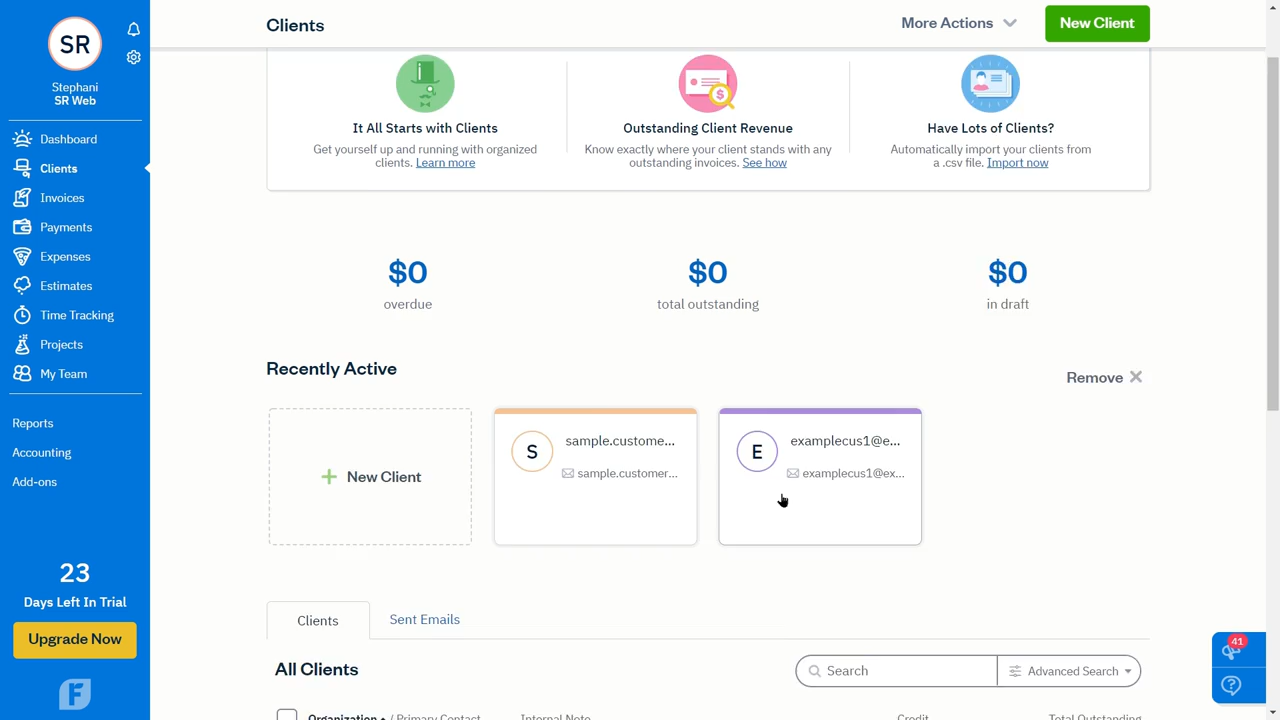 SR
Stephani
SR Web
Dashboard
Clients
Invoices
Payments
Expenses
Estimates
Time Tracking
Projects
My Team
Reports
Accounting
Add-ons
23
Days Left In Trial
Upgrade Now
Clients
More Actions
New Client
It All Starts with Clients
Get yourself up and running with organized
clients. Learn more
Outstanding Client Revenue
Know exactly where your client stands with any
outstanding invoices. See how
Have Lots of Clients?
Automatically import your clients from
a .csv file. Import now
$0
overdue
$0
total outstanding
$0
in draft
Recently Active
Remove
+ New Client
S
sample.custome...
sample.customer...
E
examplecus1@e...
examplecus1@ex...
Clients
Sent Emails
All Clients
Search
Advanced Search
Organization / Primary Contact
Internal Note
Credit
Total Outstanding
41